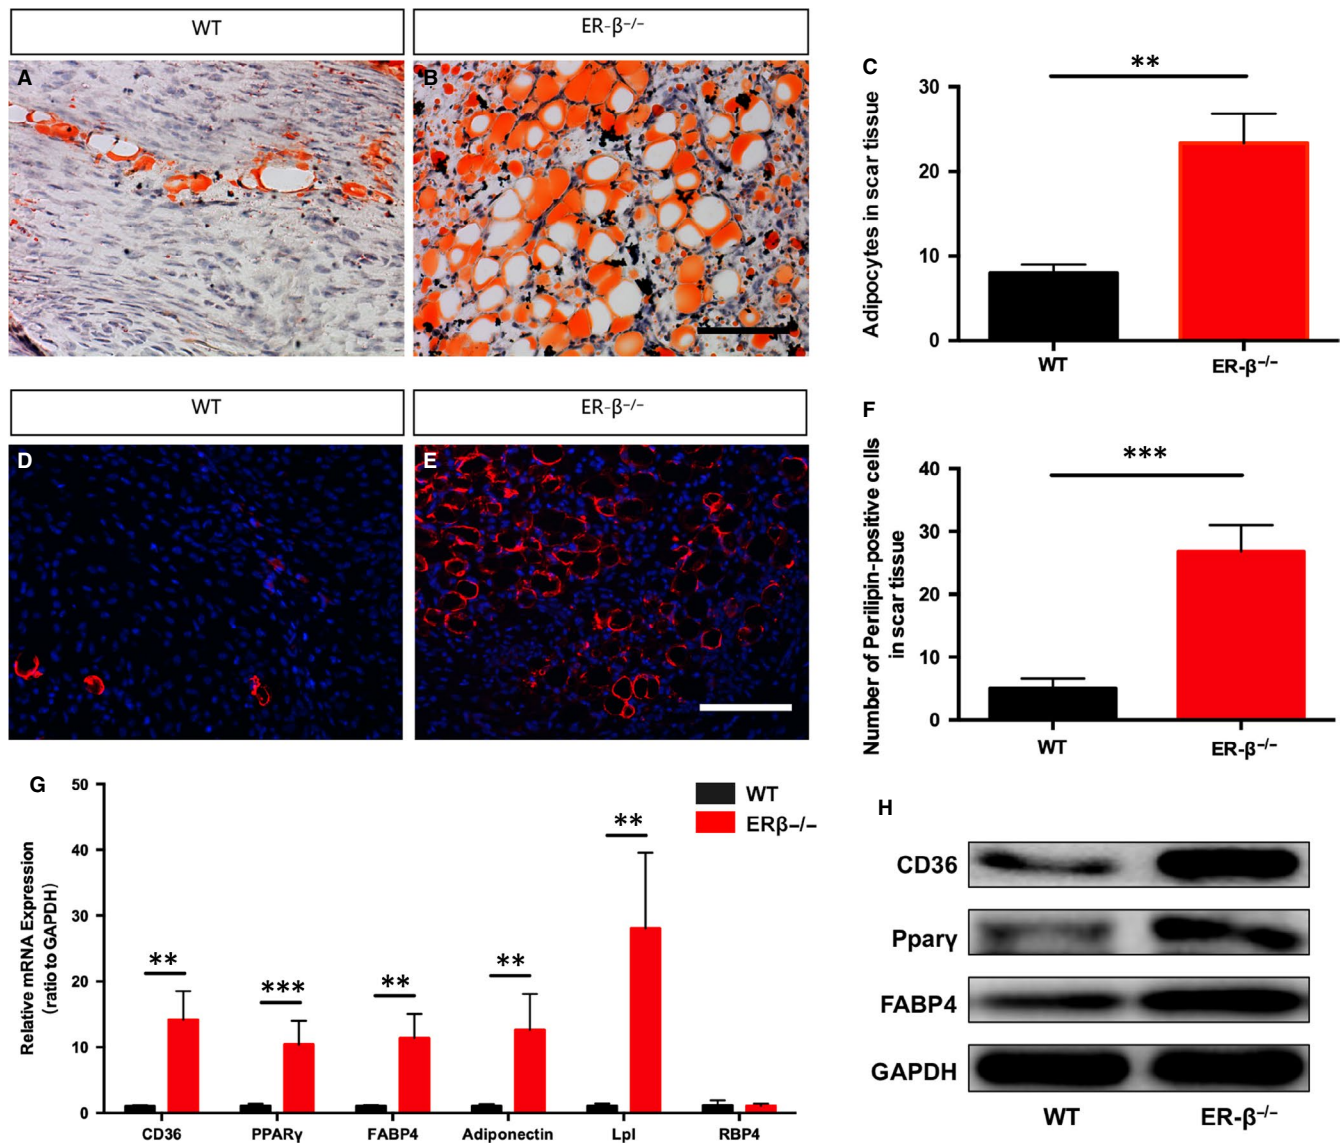 WT
ER-β⁻/⁻
A
B
C
**
Adipocytes in scar tissue
30
20
10
0
WT
ER-β⁻/⁻
WT
ER-β⁻/⁻
D
E
F
***
Number of Perilipin-positive cells
in scar tissue
40
30
20
10
0
WT
ER-β⁻/⁻
G
Relative mRNA Expression
(ratio to GAPDH)
50
40
30
20
10
0
**
***
**
**
**
WT
ERβ−/−
CD36
PPARγ
FABP4
Adiponectin
Lpl
RBP4
H
CD36
Pparγ
FABP4
GAPDH
WT
ER-β⁻/⁻